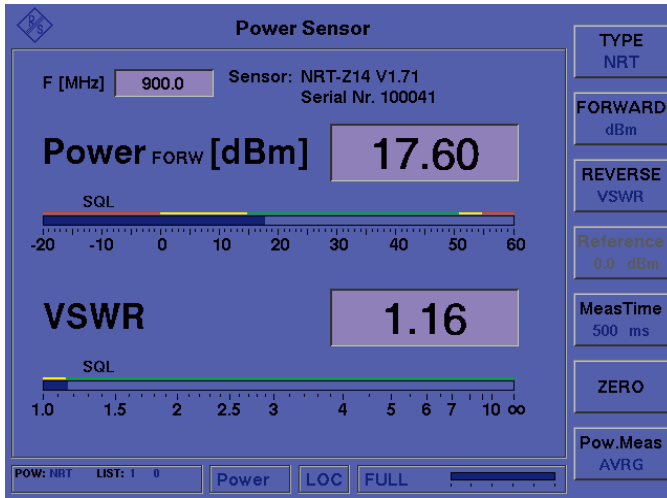 R/S
Power Sensor
F [MHz] 900.0
Sensor: NRT-Z14 V1.71
Serial Nr. 100041
Power FORW [dBm] 17.60
SQL
-20 -10 0 10 20 30 40 50 60
VSWR 1.16
SQL
1.0 1.5 2 2.5 3 4 5 6 7 10 ∞
POW: NRT LIST: 1 0
Power
LOC
FULL
TYPE
NRT
FORWARD
dBm
REVERSE
VSWR
Reference
0.0 dBm
MeasTime
500 ms
ZERO
Pow.Meas
AVRG